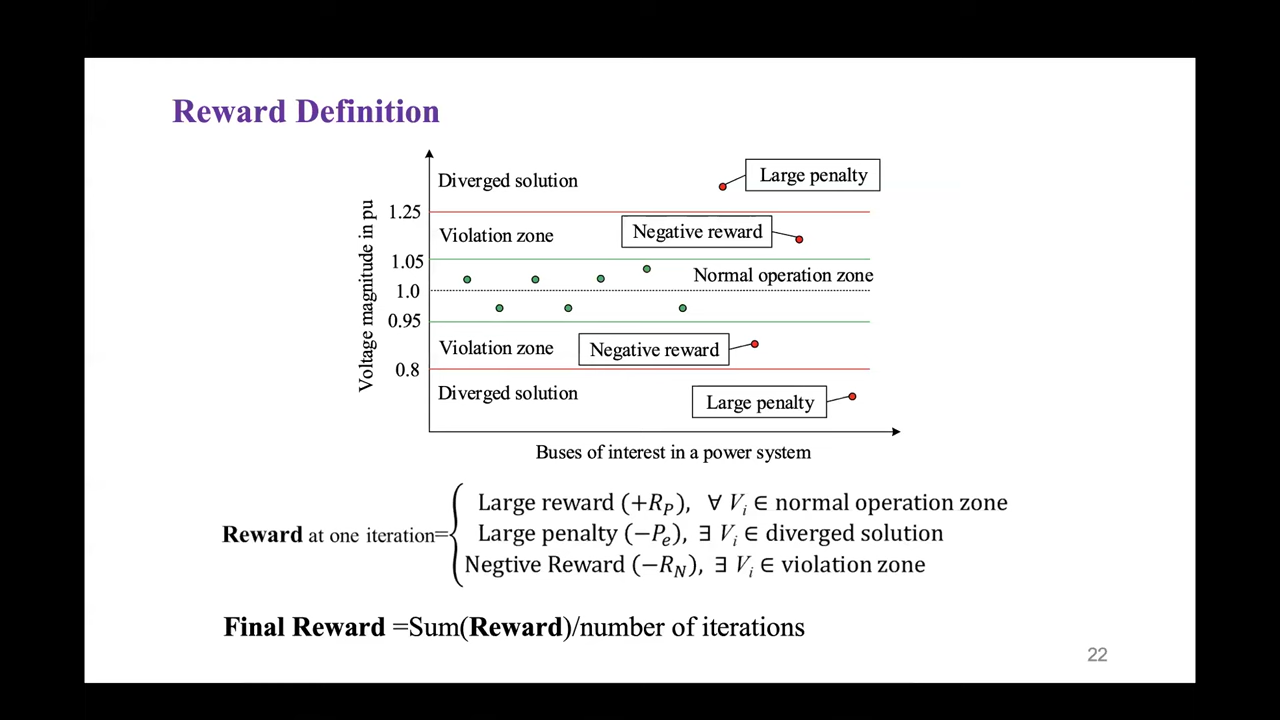 Reward Definition
Diverged solution
Large penalty
1.25
Violation zone
Negative reward
1.05
Normal operation zone
1.0
0.95
Violation zone
Negative reward
0.8
Diverged solution
Large penalty
Voltage magnitude in pu
Buses of interest in a power system
Reward at one iteration={ Large reward (+R_P), ∀ V_i ∈ normal operation zone
Large penalty (−P_e), ∃ V_i ∈ diverged solution
Negtive Reward (−R_N), ∃ V_i ∈ violation zone
Final Reward =Sum(Reward)/number of iterations
22